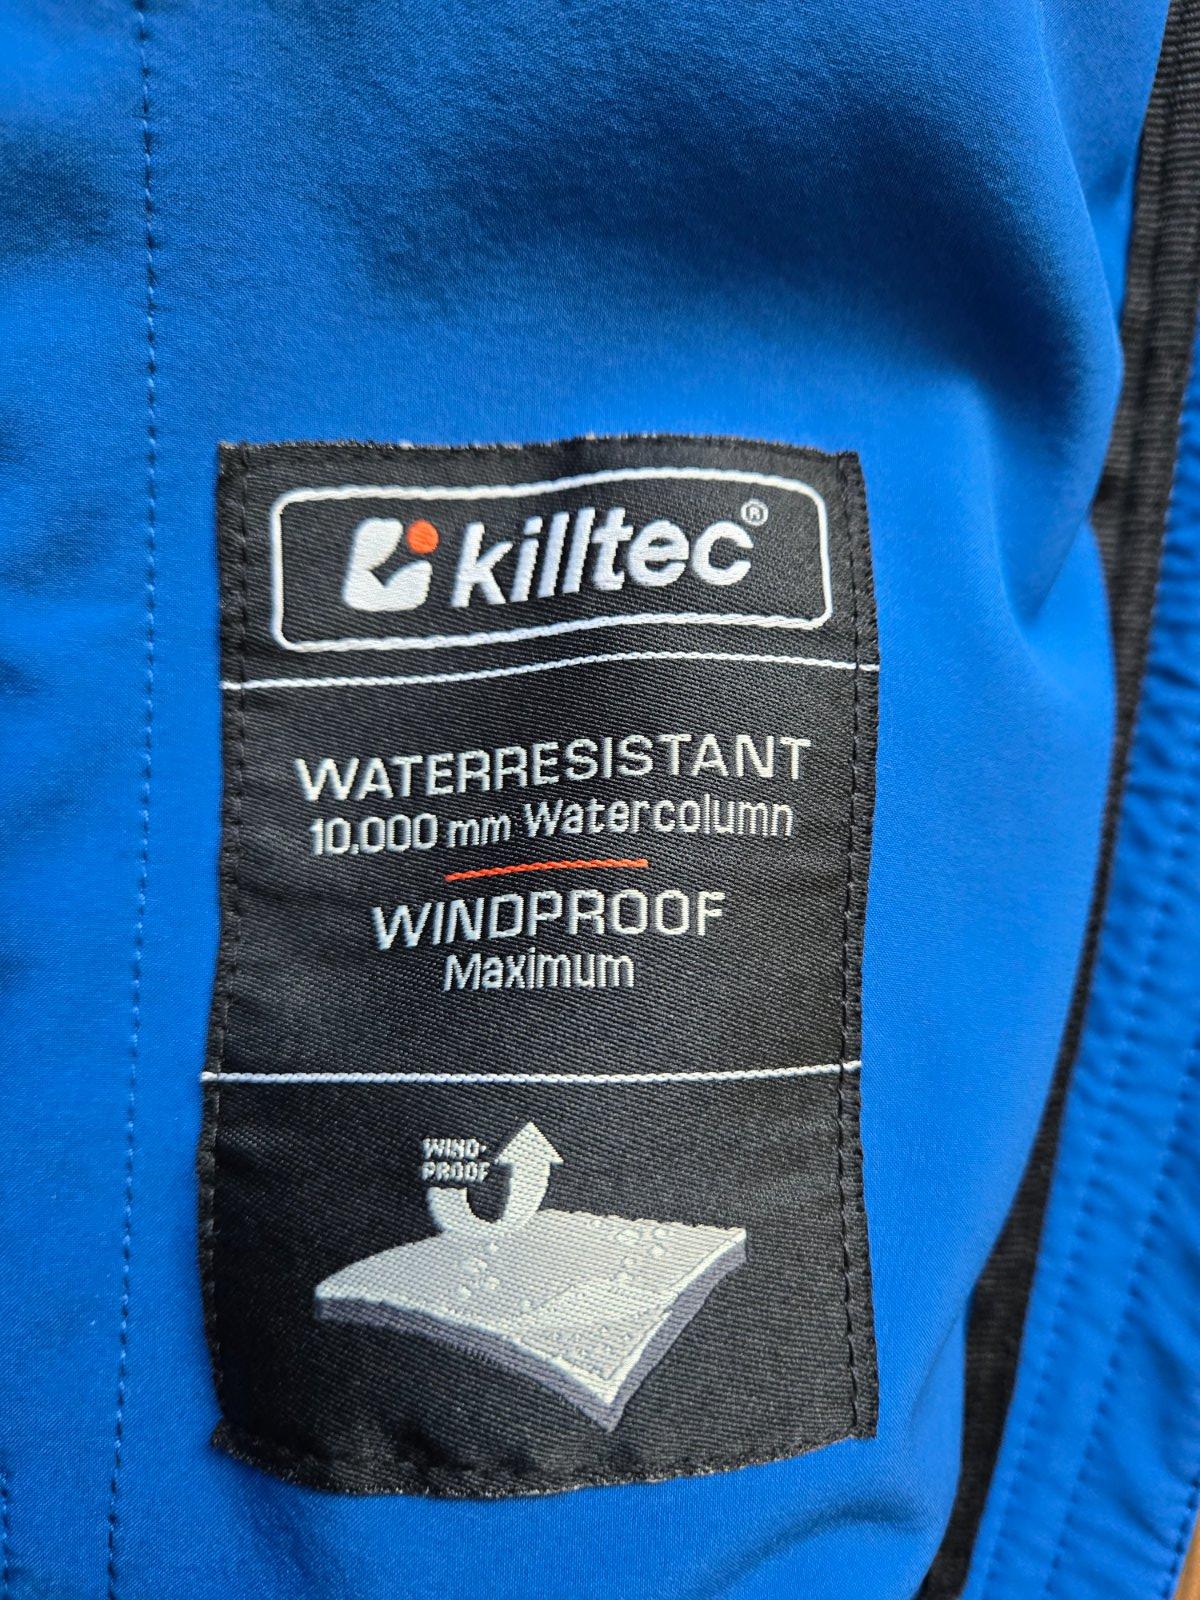 killtec®
WATERRESISTANT
10.000 mm Watercolumn
WINDPROOF
Maximum
WIND-
PROOF